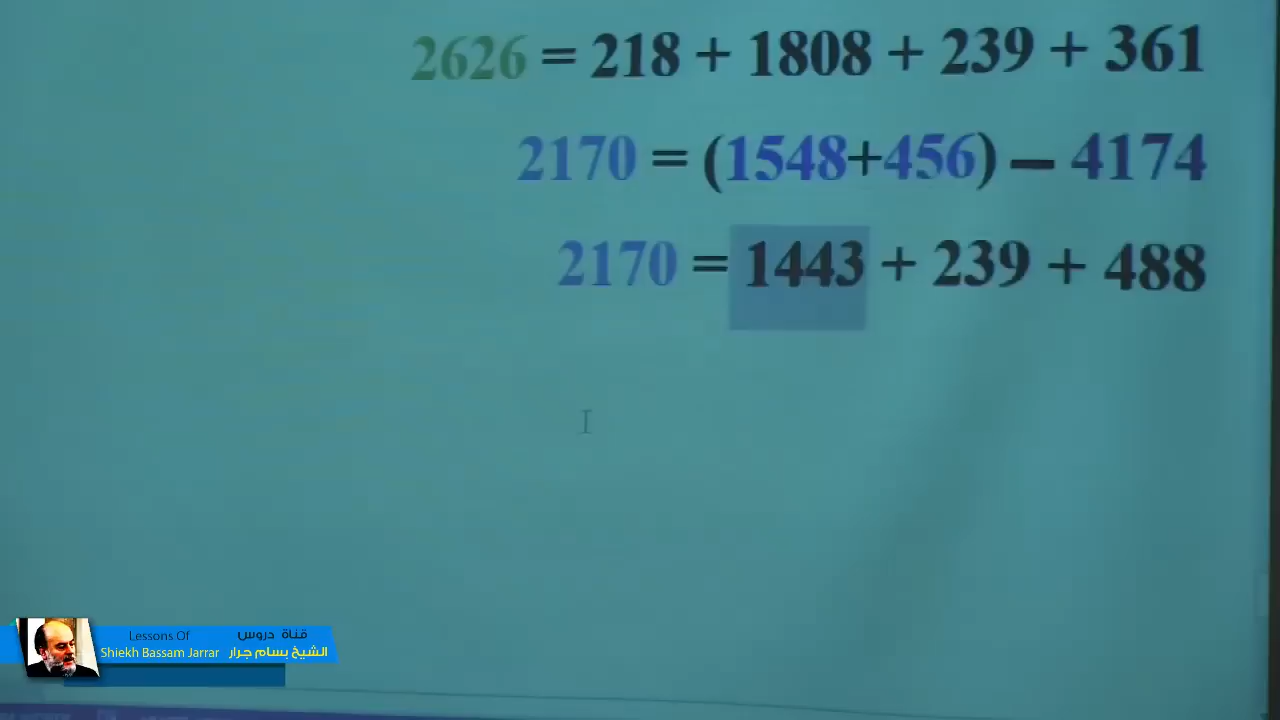 2626 = 218 + 1808 + 239 + 361
2170 = (1548+456) – 4174
2170 = 1443 + 239 + 488
Lessons Of
Shiekh Bassam Jarrar
قناة دروس
الشيخ بسام جرار